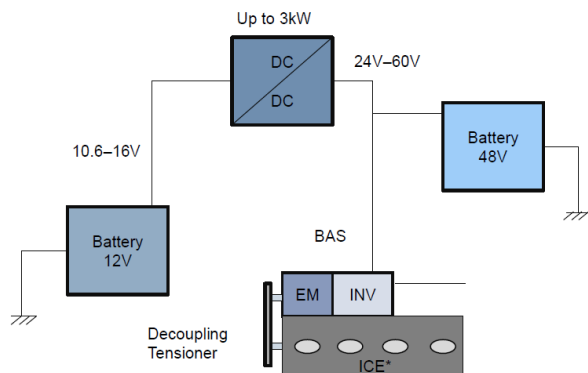 Up to 3kW
DC
DC
24V–60V
10.6–16V
Battery
48V
Battery
12V
BAS
EM
INV
Decoupling
Tensioner
ICE*